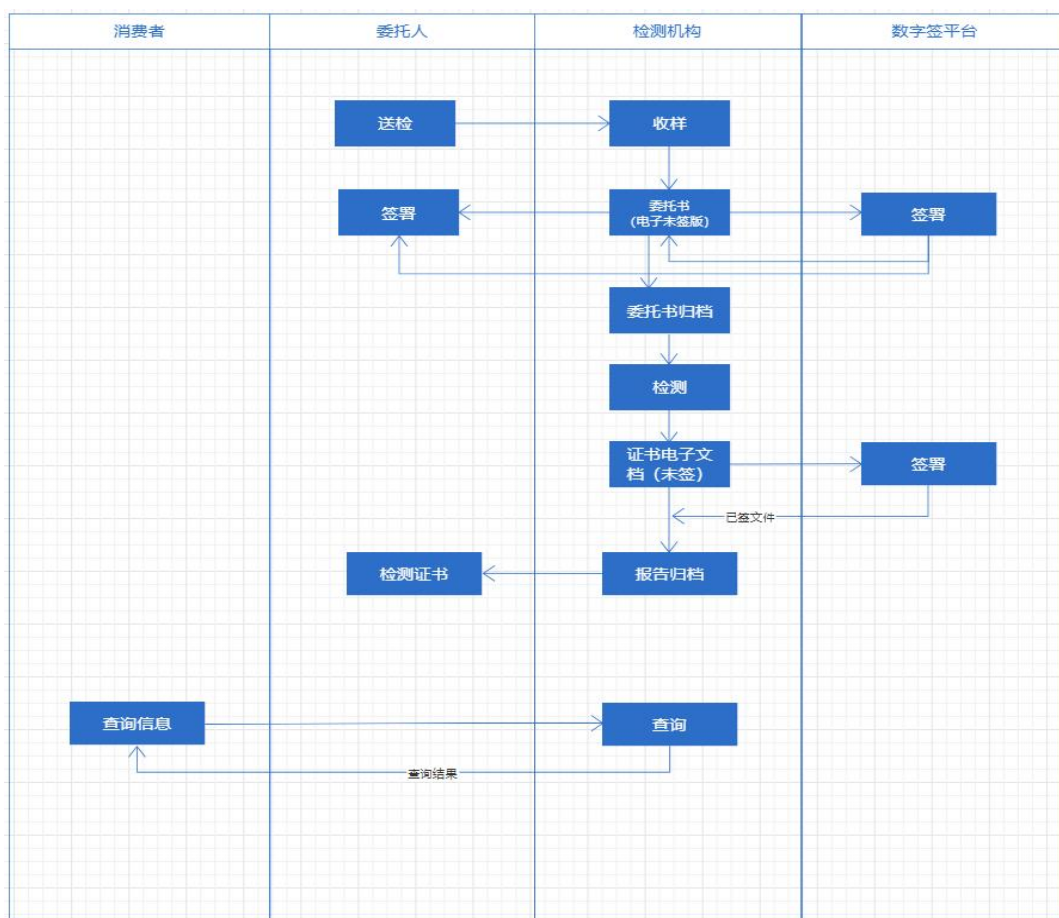 消费者
委托人
检测机构
数字签平台
送检
收样
签署
委托书
(电子未签版)
签署
委托书归档
检测
证书电子文
档（未签）
签署
已签文件
检测证书
报告归档
查询信息
查询
查询结果